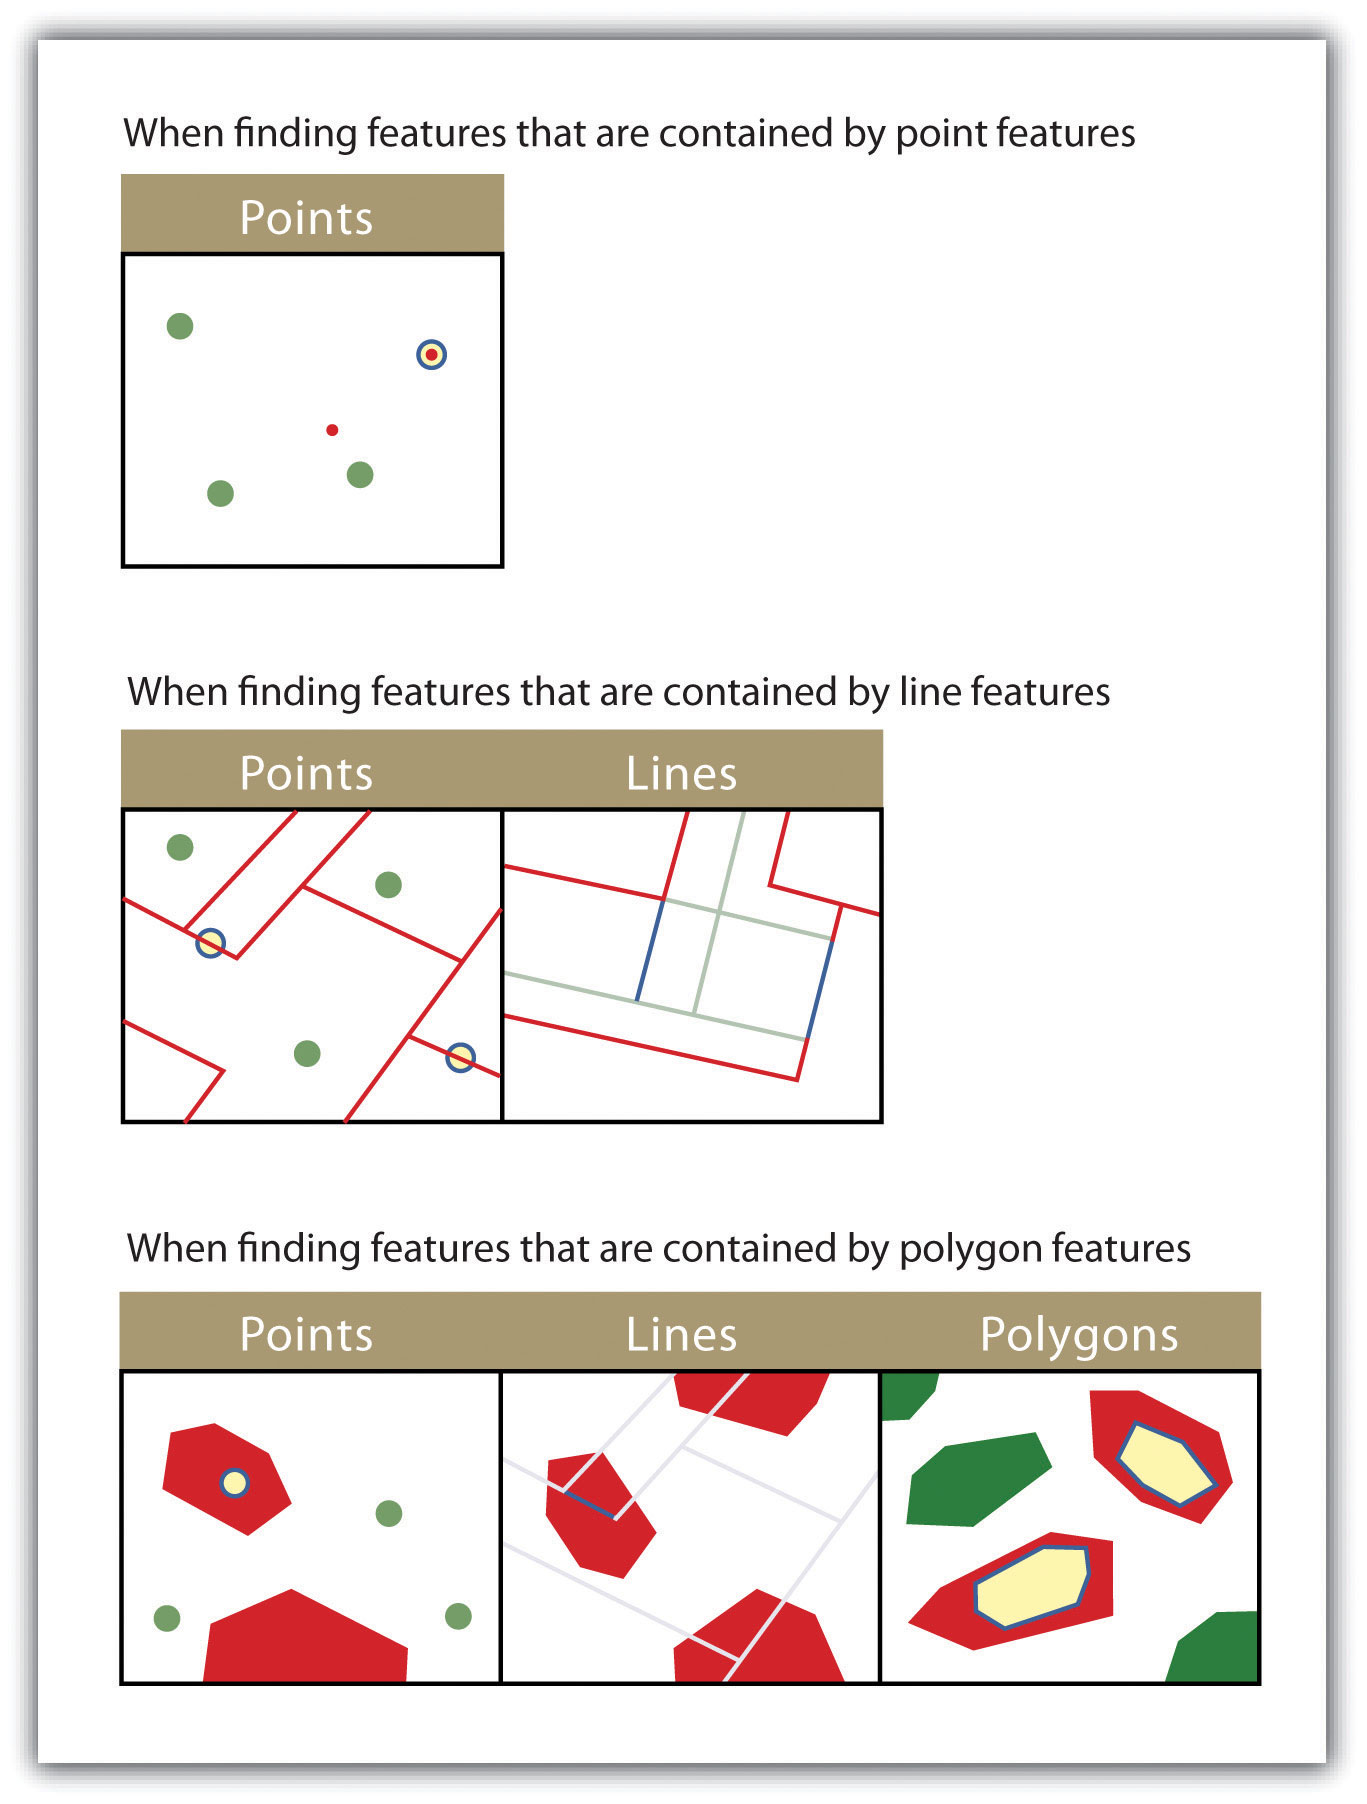 When finding features that are contained by point features
Points
When finding features that are contained by line features
Points Lines
When finding features that are contained by polygon features
Points Lines Polygons